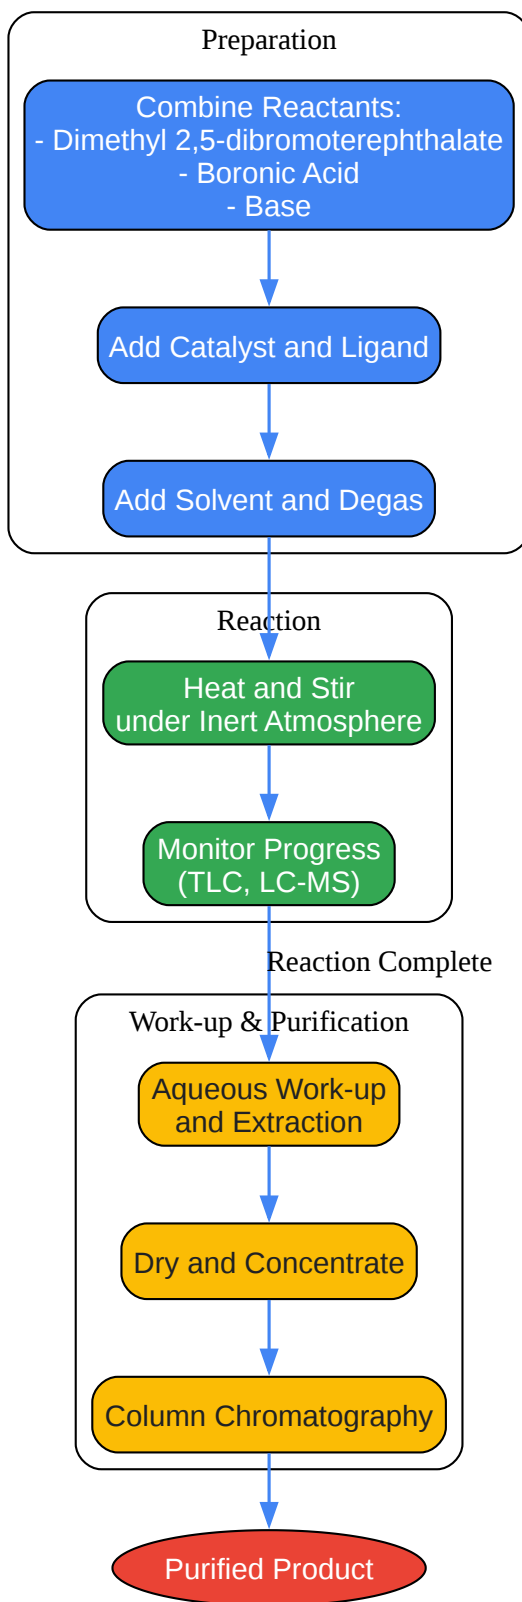 Preparation
Combine Reactants:
- Dimethyl 2,5-dibromoterephthalate
- Boronic Acid
- Base
Add Catalyst and Ligand
Add Solvent and Degas
Reaction
Heat and Stir
under Inert Atmosphere
Monitor Progress
(TLC, LC-MS)
Reaction Complete
Work-up & Purification
Aqueous Work-up
and Extraction
Dry and Concentrate
Column Chromatography
Purified Product